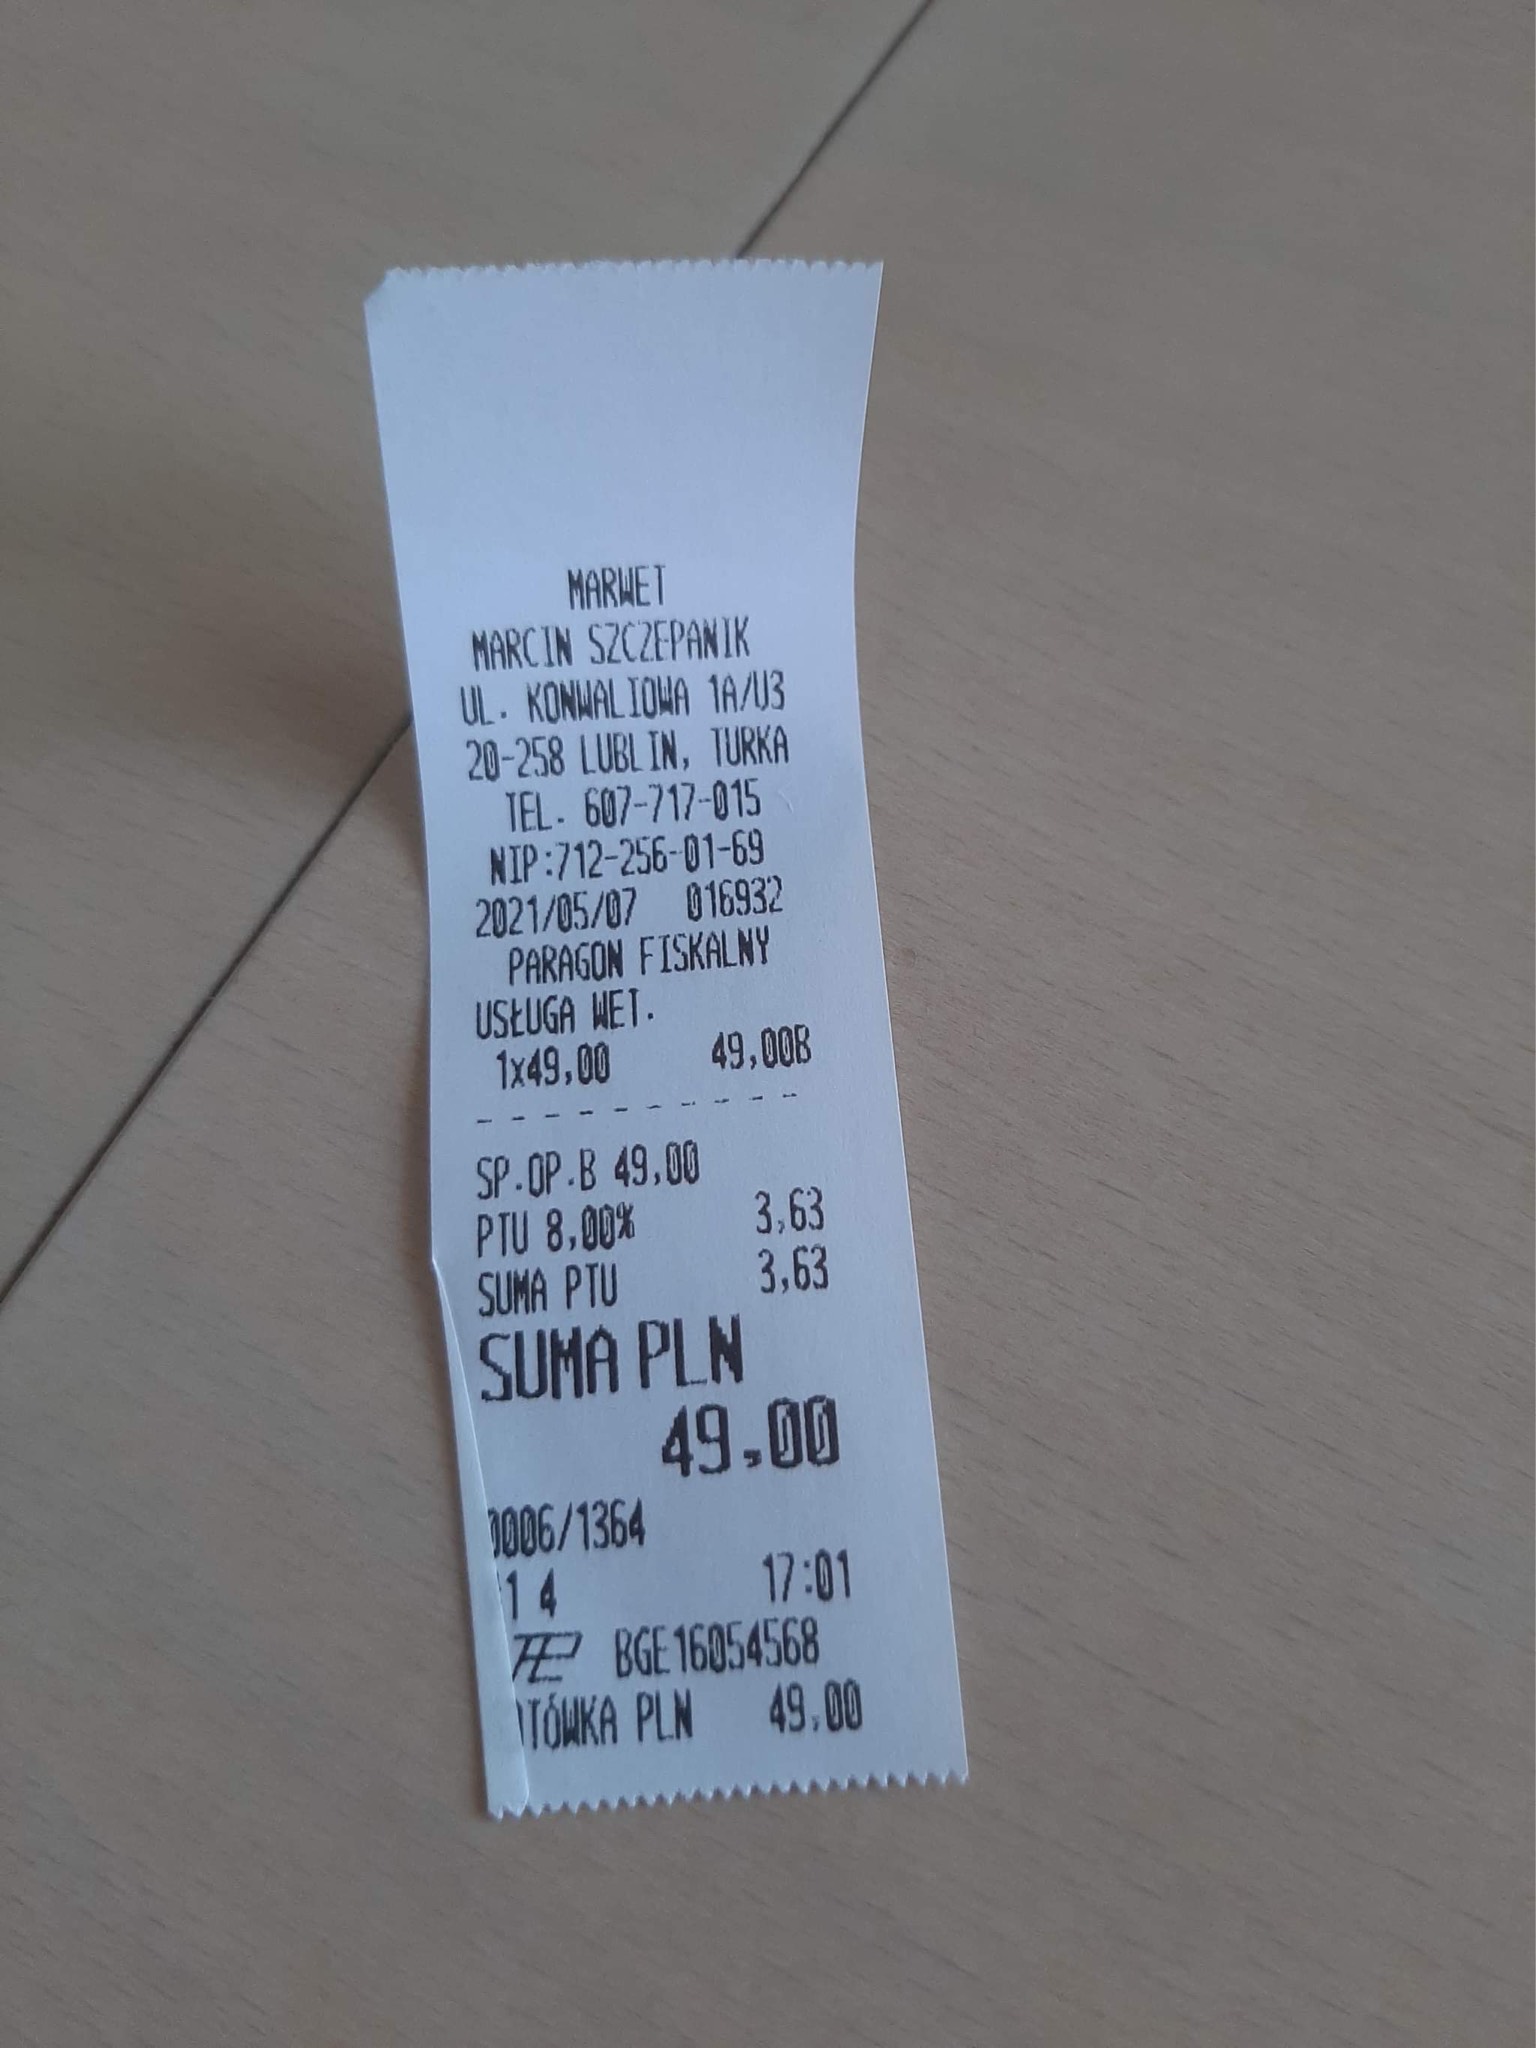 MARWET
MARCIN SZCZEPANIK
UL. KONWALIOWA 1A/U3
20-258 LUBLIN, TURKA
TEL. 607-717-015
NIP:712-256-01-69
2021/05/07 016932
PARAGON FISKALNY
USŁUGA WET.
1x49,00 49,00B
SP.OP.B 49,00
PTU 8,00% 3,63
SUMA PTU 3,63
SUMA PLN
49,00
0006/1364
14 17:01
BGE16054568
TÓWKA PLN 49,00